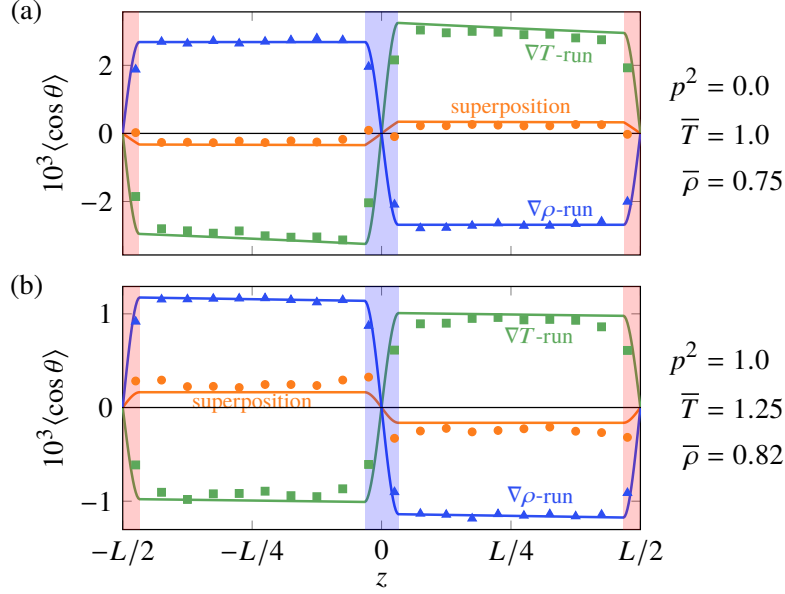 (a)
10³⟨cos θ⟩
2
0
−2
∇T-run
superposition
∇ρ-run
p² = 0.0
T̅ = 1.0
ρ̅ = 0.75
(b)
10³⟨cos θ⟩
1
0
−1
∇T-run
superposition
∇ρ-run
p² = 1.0
T̅ = 1.25
ρ̅ = 0.82
−L/2 −L/4 0 L/4 L/2
z